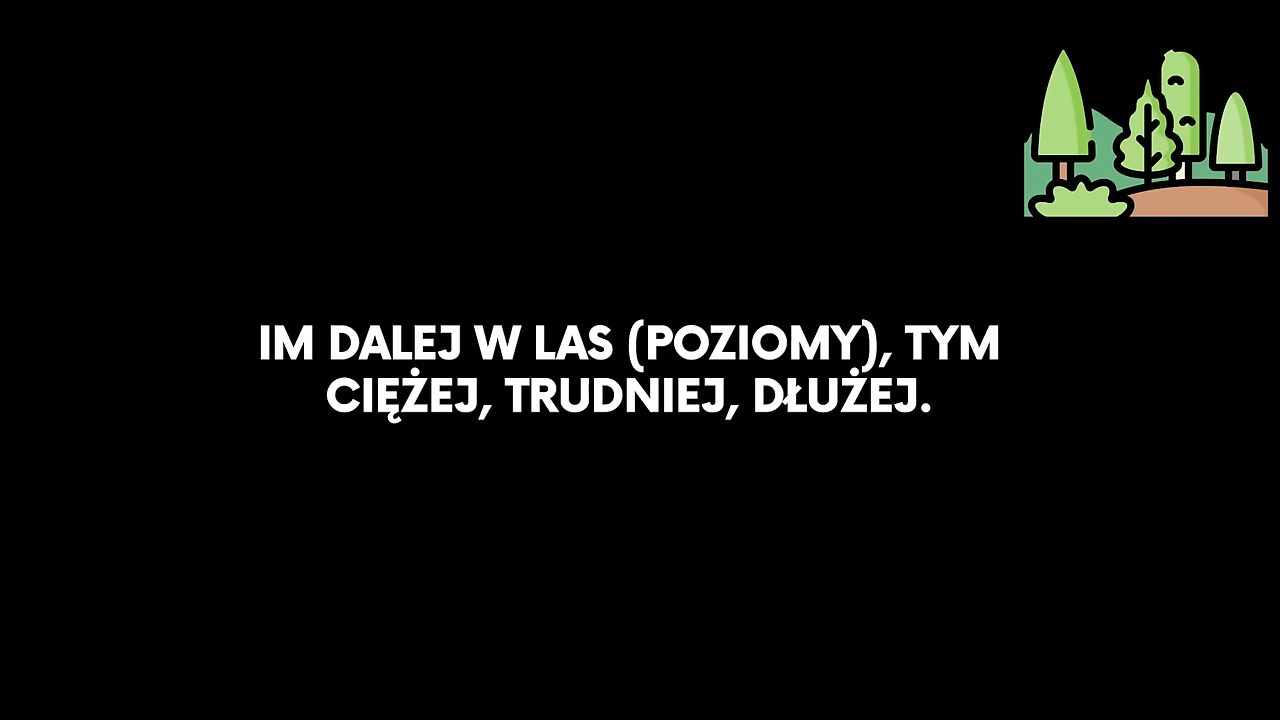 IM DALEJ W LAS (POZIOMY), TYM
CIĘŻEJ, TRUDNIEJ, DŁUŻEJ.